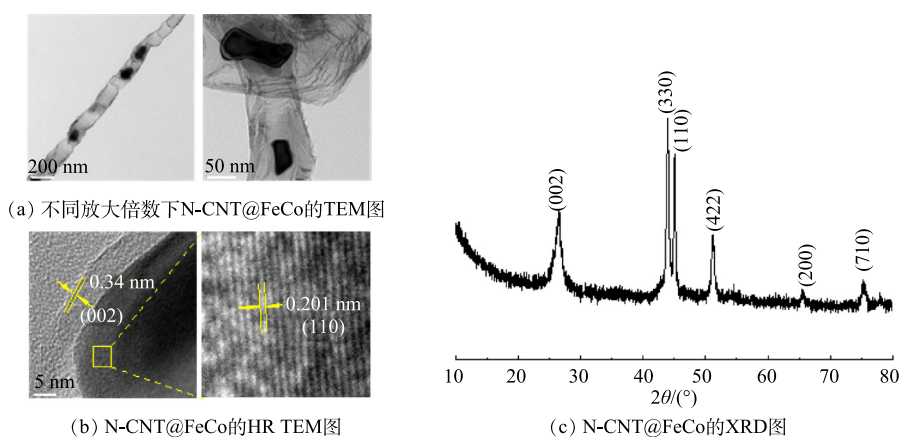 200 nm
50 nm
(a) 不同放大倍数下N-CNT@FeCo的TEM图
0.34 nm
(002)
5 nm
0.201 nm
(110)
(b) N-CNT@FeCo的HR TEM图
(002)
(330)
(110)
(422)
(200)
(710)
10 20 30 40 50 60 70 80
2θ/(°)
(c) N-CNT@FeCo的XRD图